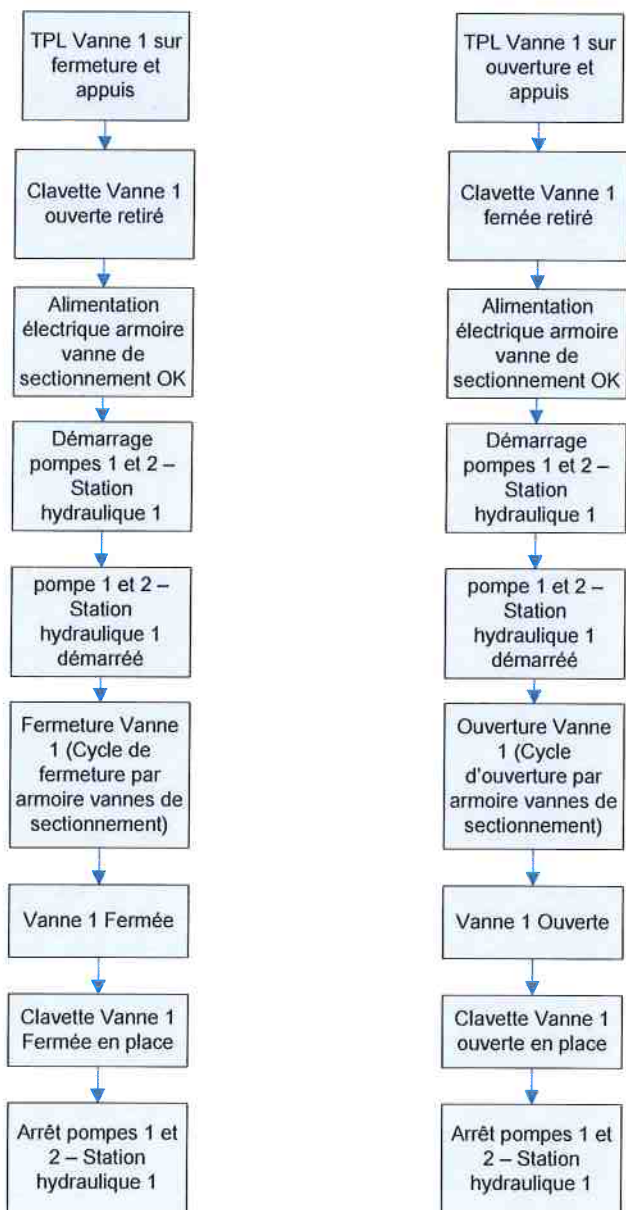 TPL Vanne 1 sur
fermeture et
appuis
Clavette Vanne 1
ouverte retiré
Alimentation
électrique armoire
vanne de
sectionnement OK
Démarrage
pompes 1 et 2 –
Station
hydraulique 1
pompe 1 et 2 –
Station
hydraulique 1
démarréé
Fermeture Vanne
1 (Cycle de
fermeture par
armoire vannes de
sectionnement)
Vanne 1 Fermée
Clavette Vanne 1
Fermée en place
Arrêt pompes 1 et
2 – Station
hydraulique 1
TPL Vanne 1 sur
ouverture et
appuis
Clavette Vanne 1
fernée retiré
Alimentation
électrique armoire
vanne de
sectionnement OK
Démarrage
pompes 1 et 2 –
Station
hydraulique 1
pompe 1 et 2 –
Station
hydraulique 1
démarréé
Ouverture Vanne
1 (Cycle
d'ouverture par
armoire vannes de
sectionnement)
Vanne 1 Ouverte
Clavette Vanne 1
ouverte en place
Arrêt pompes 1 et
2 – Station
hydraulique 1